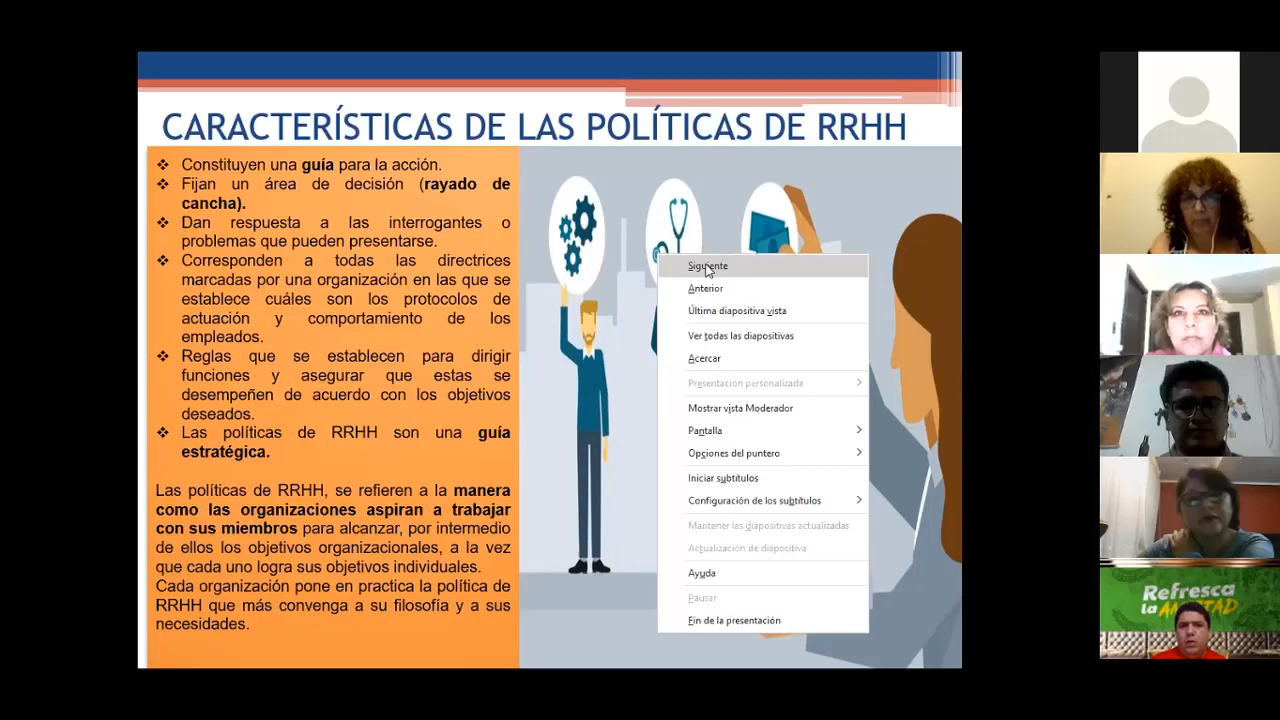 CARACTERÍSTICAS DE LAS POLÍTICAS DE RRHH
❖ Constituyen una guía para la acción.
❖ Fijan un área de decisión (rayado de
cancha).
❖ Dan respuesta a las interrogantes o
problemas que pueden presentarse.
❖ Corresponden a todas las directrices
marcadas por una organización en las que se
establece cuáles son los protocolos de
actuación y comportamiento de los
empleados.
❖ Reglas que se establecen para dirigir
funciones y asegurar que estas se
desempeñen de acuerdo con los objetivos
deseados.
❖ Las políticas de RRHH son una guía
estratégica.
Las políticas de RRHH, se refieren a la manera
como las organizaciones aspiran a trabajar
con sus miembros para alcanzar, por intermedio
de ellos los objetivos organizacionales, a la vez
que cada uno logra sus objetivos individuales.
Cada organización pone en practica la política de
RRHH que más convenga a su filosofía y a sus
necesidades.
Siguiente
Anterior
Última diapositiva vista
Ver todas las diapositivas
Acercar
Presentación personalizada
Mostrar vista Moderador
Pantalla
Opciones del puntero
Iniciar subtítulos
Configuración de los subtítulos
Mantener las diapositivas actualizadas
Actualización de diapositiva
Ayuda
Pausar
Fin de la presentación
Refresca
la AMISTAD